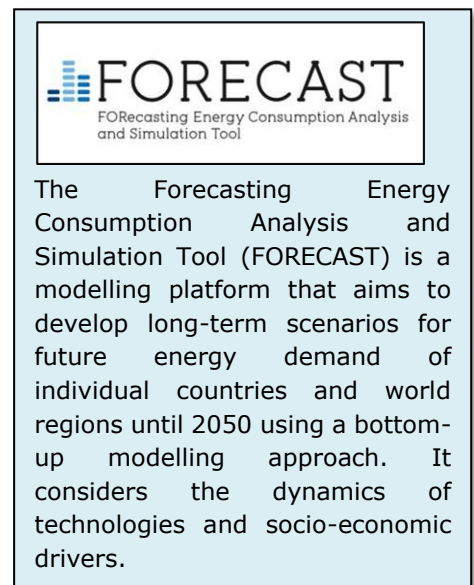 FORECAST
FORecasting Energy Consumption Analysis
and Simulation Tool
The Forecasting Energy
Consumption Analysis and
Simulation Tool (FORECAST) is a
modelling platform that aims to
develop long-term scenarios for
future energy demand of
individual countries and world
regions until 2050 using a bottom-
up modelling approach. It
considers the dynamics of
technologies and socio-economic
drivers.